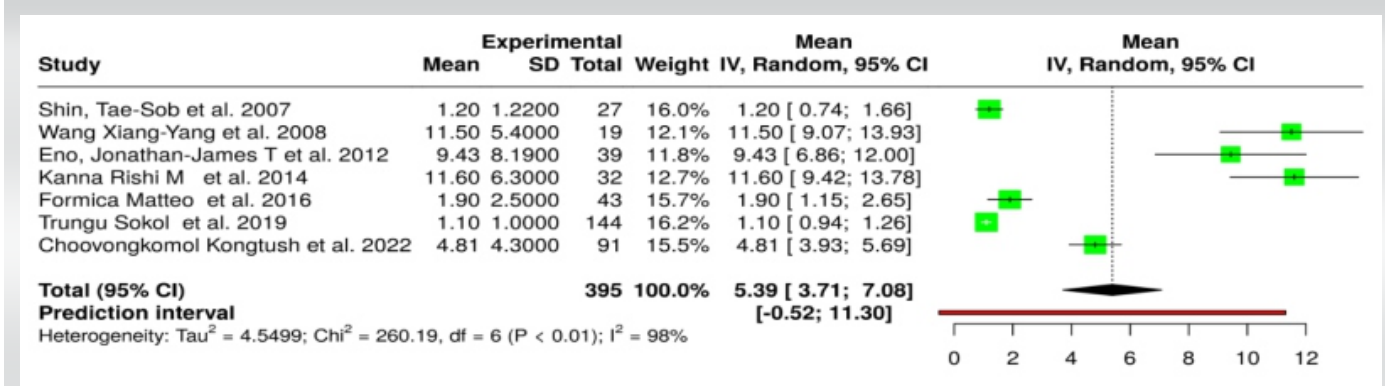 Experimental Mean Mean
Study Mean SD Total Weight IV, Random, 95% CI IV, Random, 95% CI
Shin, Tae-Sob et al. 2007 1.20 1.2200 27 16.0% 1.20 [ 0.74; 1.66]
Wang Xiang-Yang et al. 2008 11.50 5.4000 19 12.1% 11.50 [ 9.07; 13.93]
Eno, Jonathan-James T et al. 2012 9.43 8.1900 39 11.8% 9.43 [ 6.86; 12.00]
Kanna Rishi M et al. 2014 11.60 6.3000 32 12.7% 11.60 [ 9.42; 13.78]
Formica Matteo et al. 2016 1.90 2.5000 43 15.7% 1.90 [ 1.15; 2.65]
Trungu Sokol et al. 2019 1.10 1.0000 144 16.2% 1.10 [ 0.94; 1.26]
Choovongkomol Kongtush et al. 2022 4.81 4.3000 91 15.5% 4.81 [ 3.93; 5.69]
Total (95% CI) 395 100.0% 5.39 [ 3.71; 7.08]
Prediction interval [-0.52; 11.30]
Heterogeneity: Tau² = 4.5499; Chi² = 260.19, df = 6 (P < 0.01); I² = 98%
0 2 4 6 8 10 12